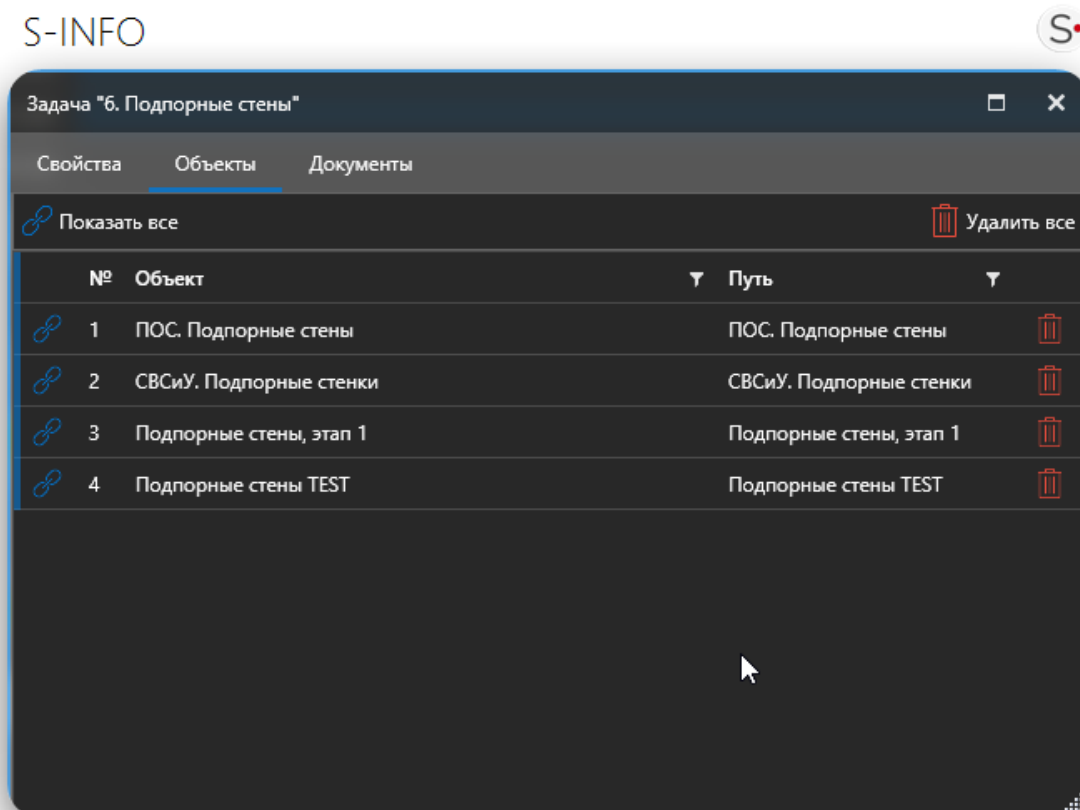 S-INFO
S
Задача "6. Подпорные стены"
Свойства Объекты Документы
Показать все Удалить все
№ Объект Путь
1 ПОС. Подпорные стены ПОС. Подпорные стены
2 СВСиУ. Подпорные стенки СВСиУ. Подпорные стенки
3 Подпорные стены, этап 1 Подпорные стены, этап 1
4 Подпорные стены TEST Подпорные стены TEST